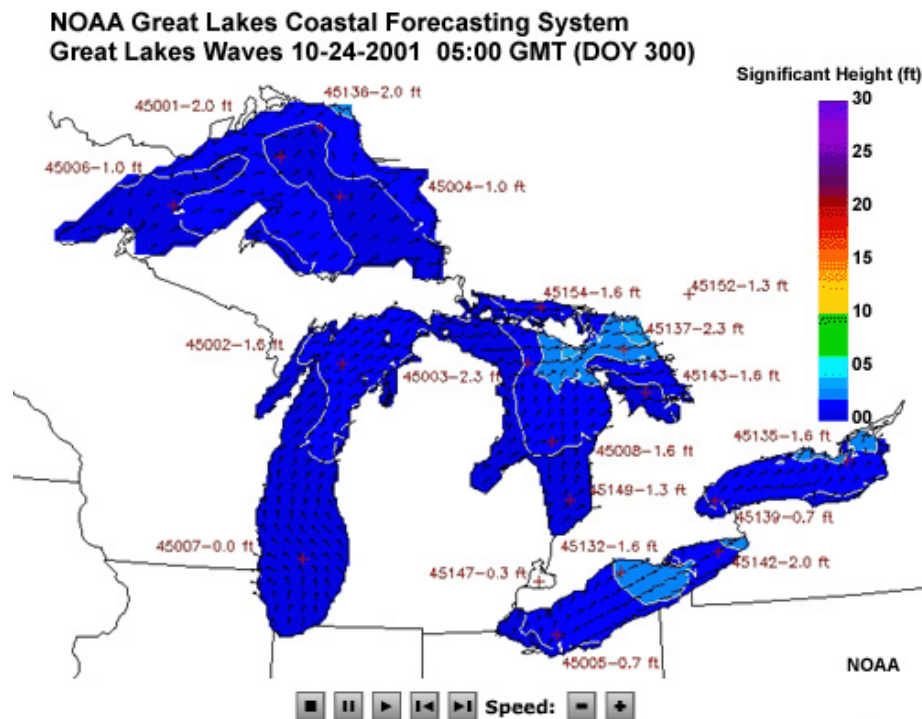 NOAA Great Lakes Coastal Forecasting System
Great Lakes Waves 10-24-2001 05:00 GMT (DOY 300)
Significant Height (ft)
45136-2.0 ft
45001-2.0 ft
30
45006-1.0 ft
25
45004-1.0 ft
20
15
45152-1.3 ft
45154-1.6 ft
10
45137-2.3 ft
45002-1.6 ft
45003-2.3 ft
05
45143-1.6 ft
00
45135-1.6 ft
45008-1.6 ft
45149-1.3 ft
45139-0.7 ft
45007-0.0 ft
45132-1.6 ft
45142-2.0 ft
45147-0.3 ft
45005-0.7 ft
NOAA
Speed: